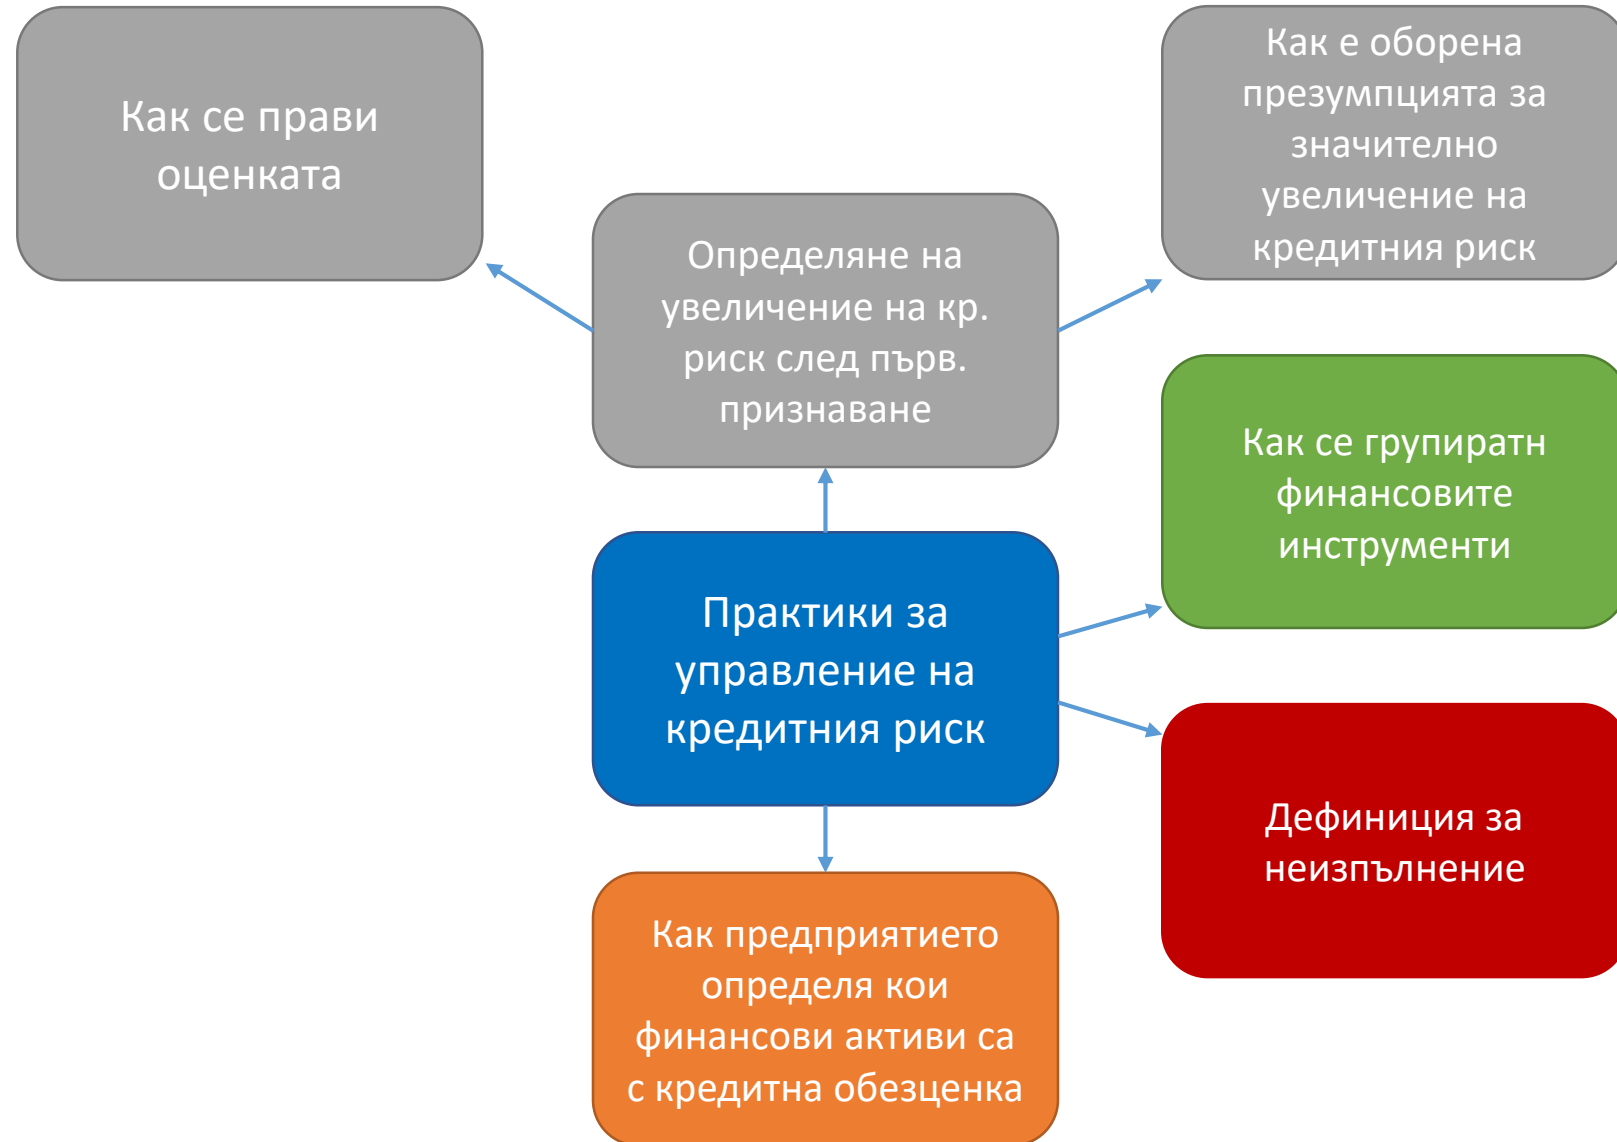 Как се прави
оценката
Как е оборена
презумпцията за
значително
увеличение на
кредитния риск
Определяне на
увеличение на кр.
риск след първ.
признаване
Как се групиратн
финансовите
инструменти
Практики за
управление на
кредитния риск
Дефиниция за
неизпълнение
Как предприятието
определя кои
финансови активи са
с кредитна обезценка